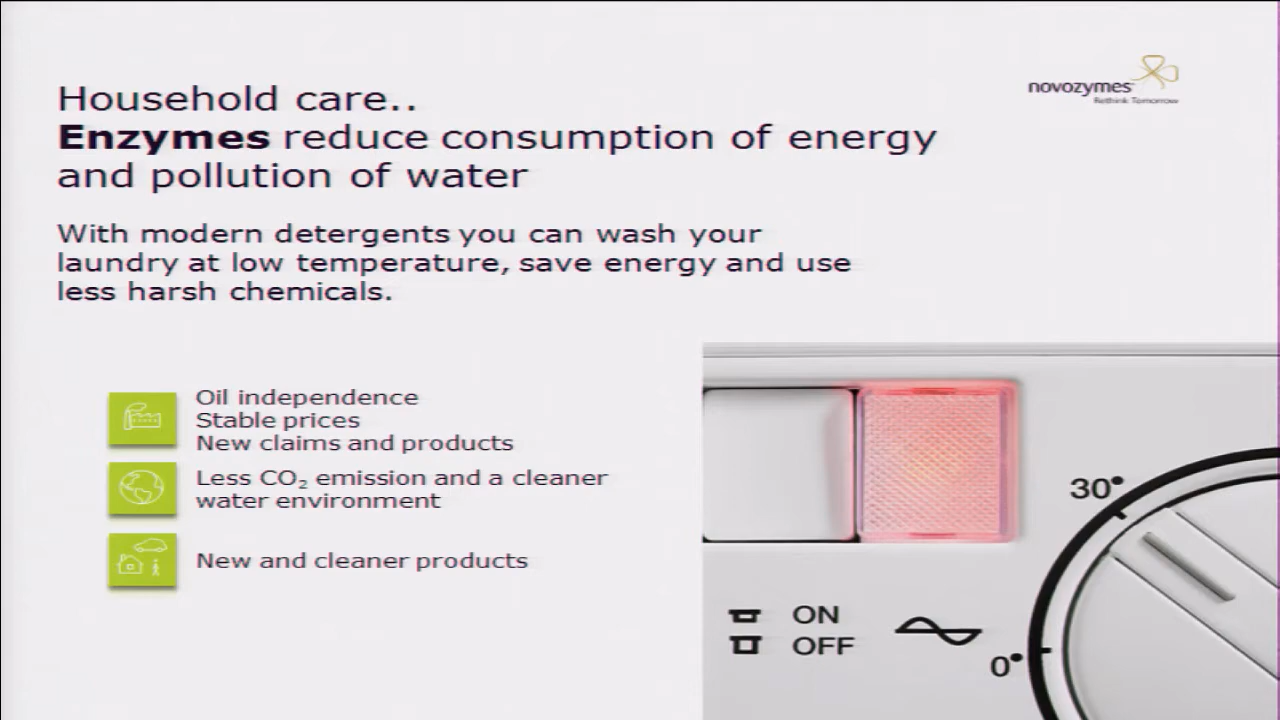 novozymes
Rethink Tomorrow
Household care..
Enzymes reduce consumption of energy
and pollution of water
With modern detergents you can wash your
laundry at low temperature, save energy and use
less harsh chemicals.
Oil independence
Stable prices
New claims and products
Less CO₂ emission and a cleaner
water environment
New and cleaner products
30°
ON
OFF
0°